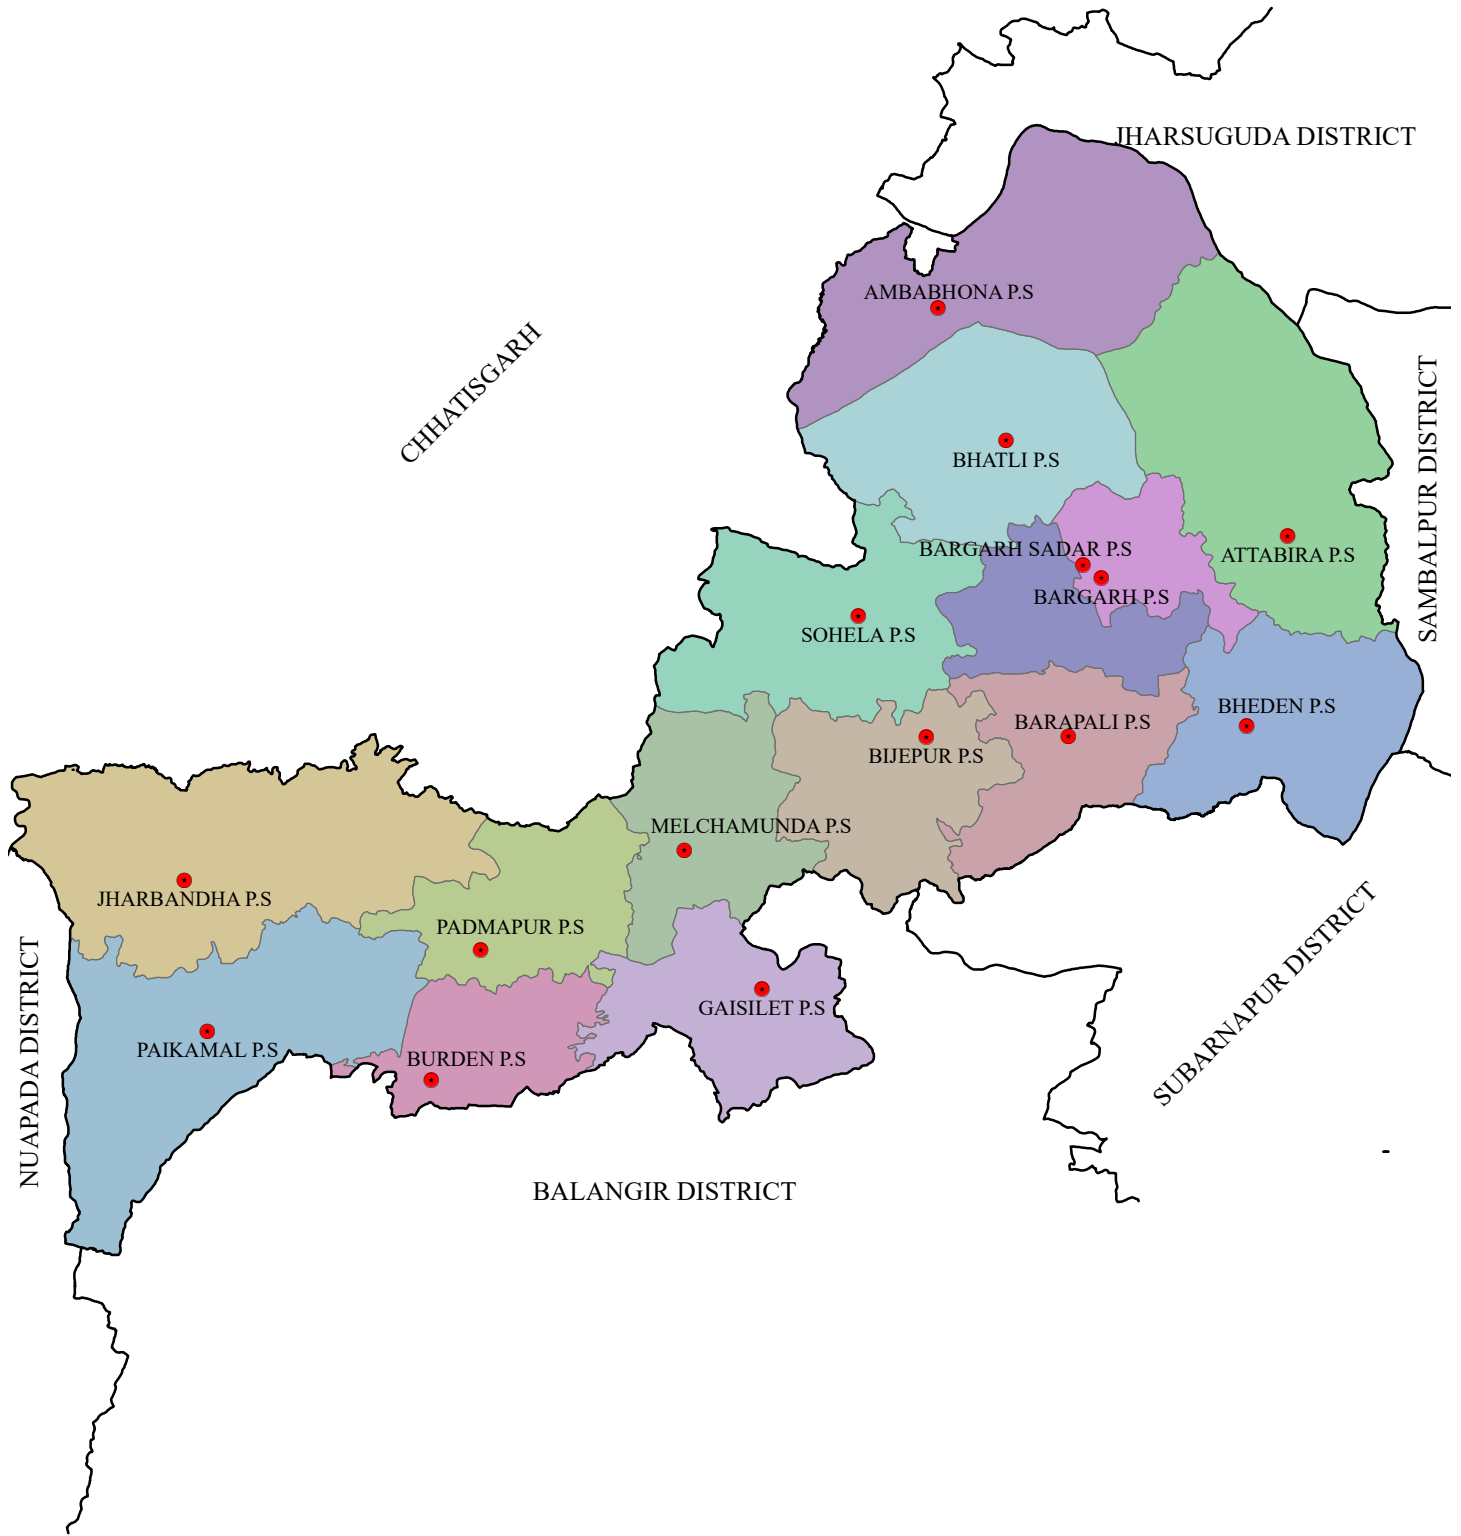 JHARSUGUDA DISTRICT
AMBABHONA P.S
CHHATISGARH
SAMBALPUR DISTRICT
BHATLI P.S
BARGARH SADAR P.S
ATTABIRA P.S
BARGARH P.S
SOHELA P.S
BHEDEN P.S
BARAPALI P.S
BIJEPUR P.S
MELCHAMUNDA P.S
JHARBANDHA P.S
PADMAPUR P.S
SUBARNAPUR DISTRICT
NUAPADA DISTRICT
GAISILET P.S
PAIKAMAL P.S
BURDEN P.S
BALANGIR DISTRICT